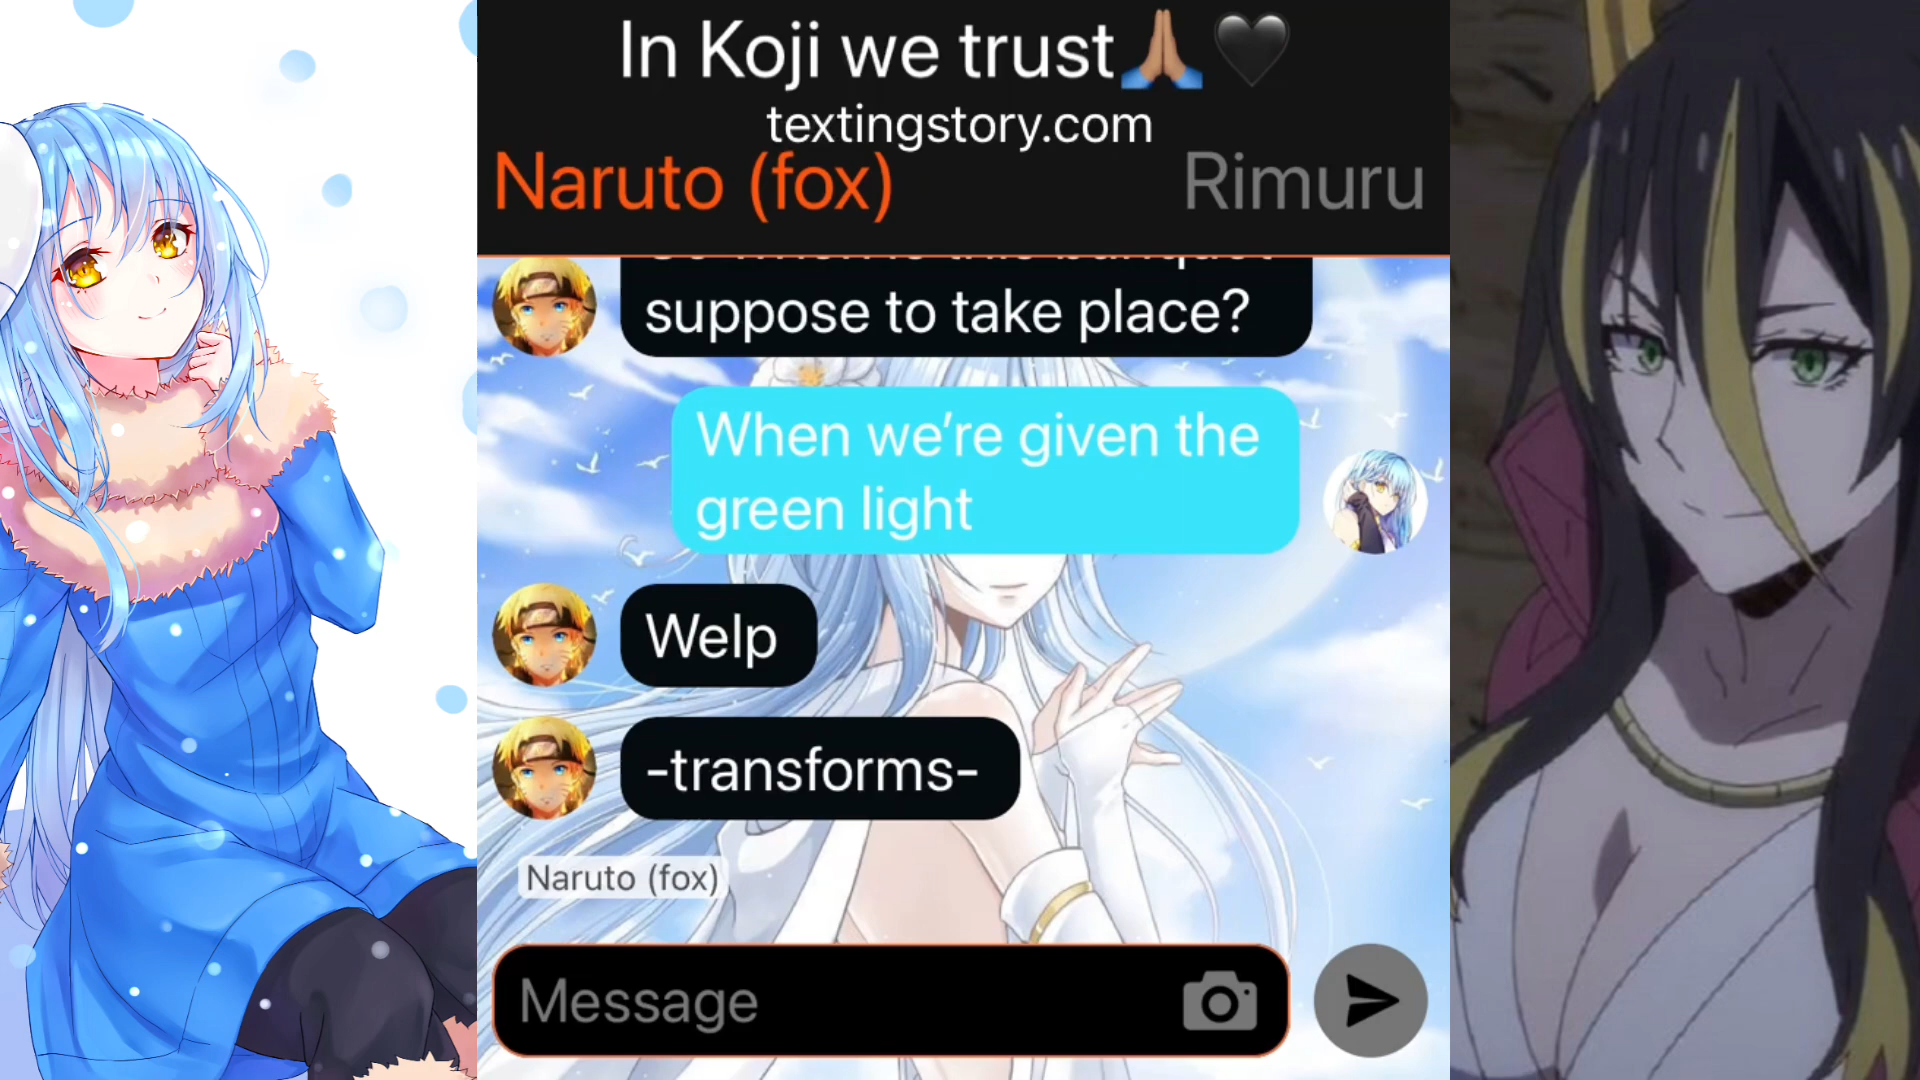 In Koji we trust🙏🏽🖤
textingstory.com
Naruto (fox) Rimuru
suppose to take place?
When we’re given the
green light
Welp
-transforms-
Naruto (fox)
Message